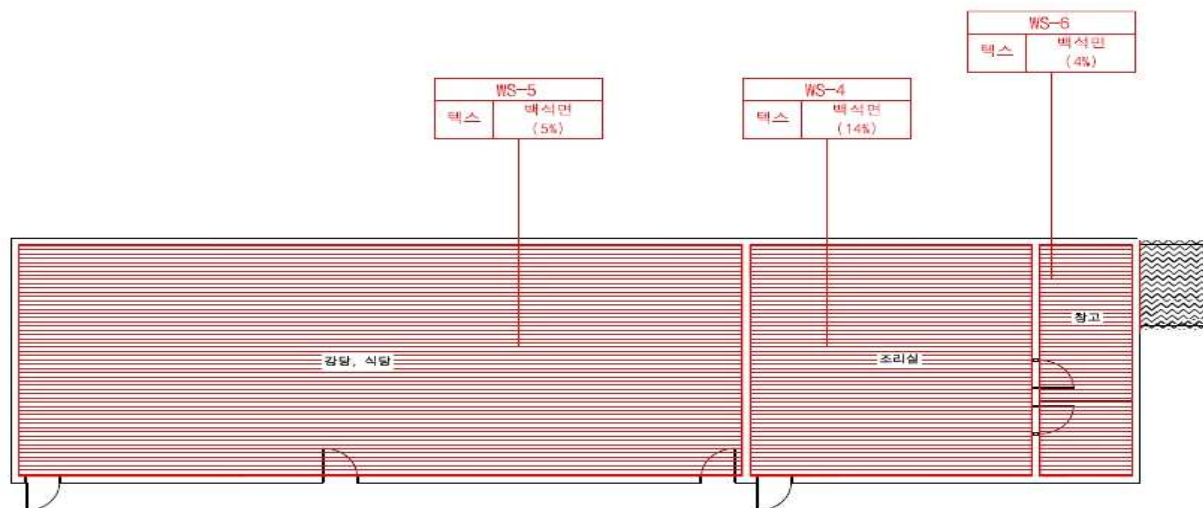 WS-6
텍스 백석면
(4%)
WS-5
텍스 백석면
(5%)
WS-4
텍스 백석면
(14%)
창고
강당, 식당
조리실